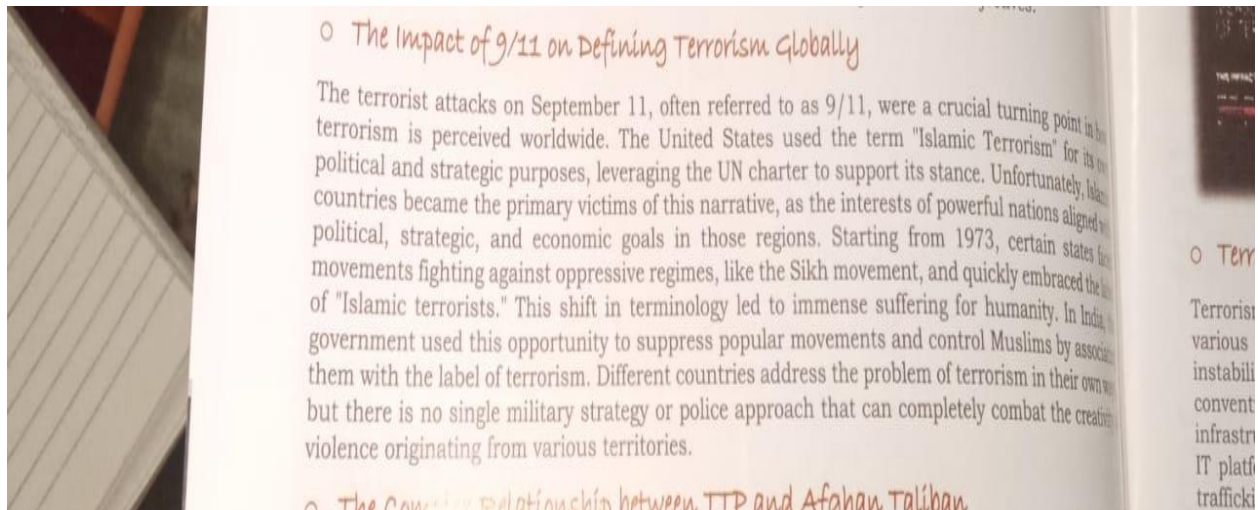 The Impact of 9/11 on Defining Terrorism Globally
The terrorist attacks on September 11, often referred to as 9/11, were a crucial turning point in
terrorism is perceived worldwide. The United States used the term "Islamic Terrorism" for its
political and strategic purposes, leveraging the UN charter to support its stance. Unfortunately,
countries became the primary victims of this narrative, as the interests of powerful nations aligned
political, strategic, and economic goals in those regions. Starting from 1973, certain states
movements fighting against oppressive regimes, like the Sikh movement, and quickly embraced the
of "Islamic terrorists." This shift in terminology led to immense suffering for humanity. In India,
government used this opportunity to suppress popular movements and control Muslims by
them with the label of terrorism. Different countries address the problem of terrorism in their own
but there is no single military strategy or police approach that can completely combat the
violence originating from various territories.
The Relationship between TTP and Afghan Taliban
various